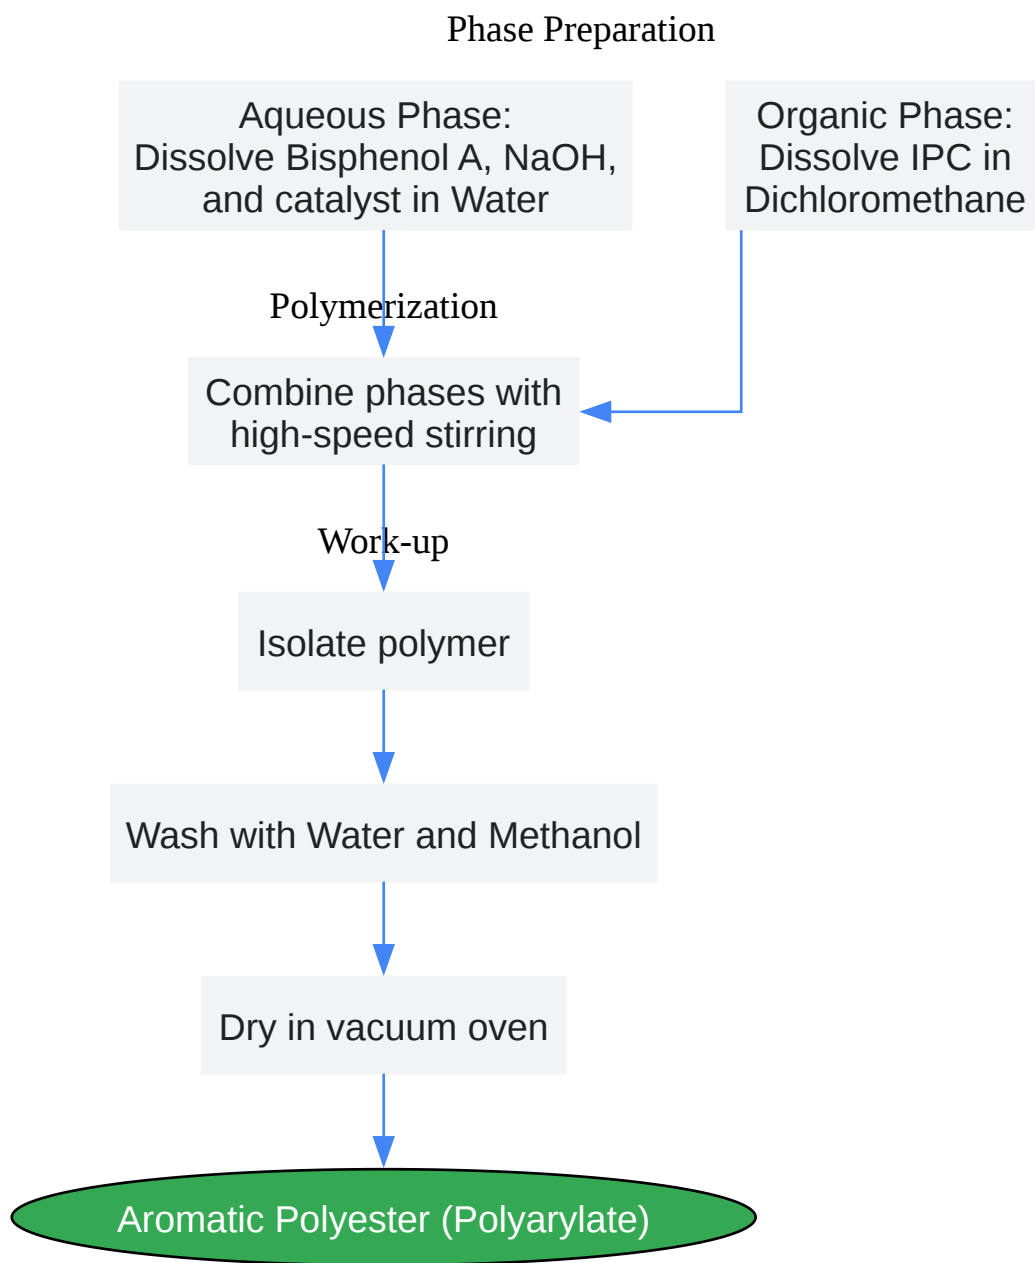 Phase Preparation
Aqueous Phase:
Dissolve Bisphenol A, NaOH,
and catalyst in Water
Organic Phase:
Dissolve IPC in
Dichloromethane
Polymerization
Combine phases with
high-speed stirring
Work-up
Isolate polymer
Wash with Water and Methanol
Dry in vacuum oven
Aromatic Polyester (Polyarylate)